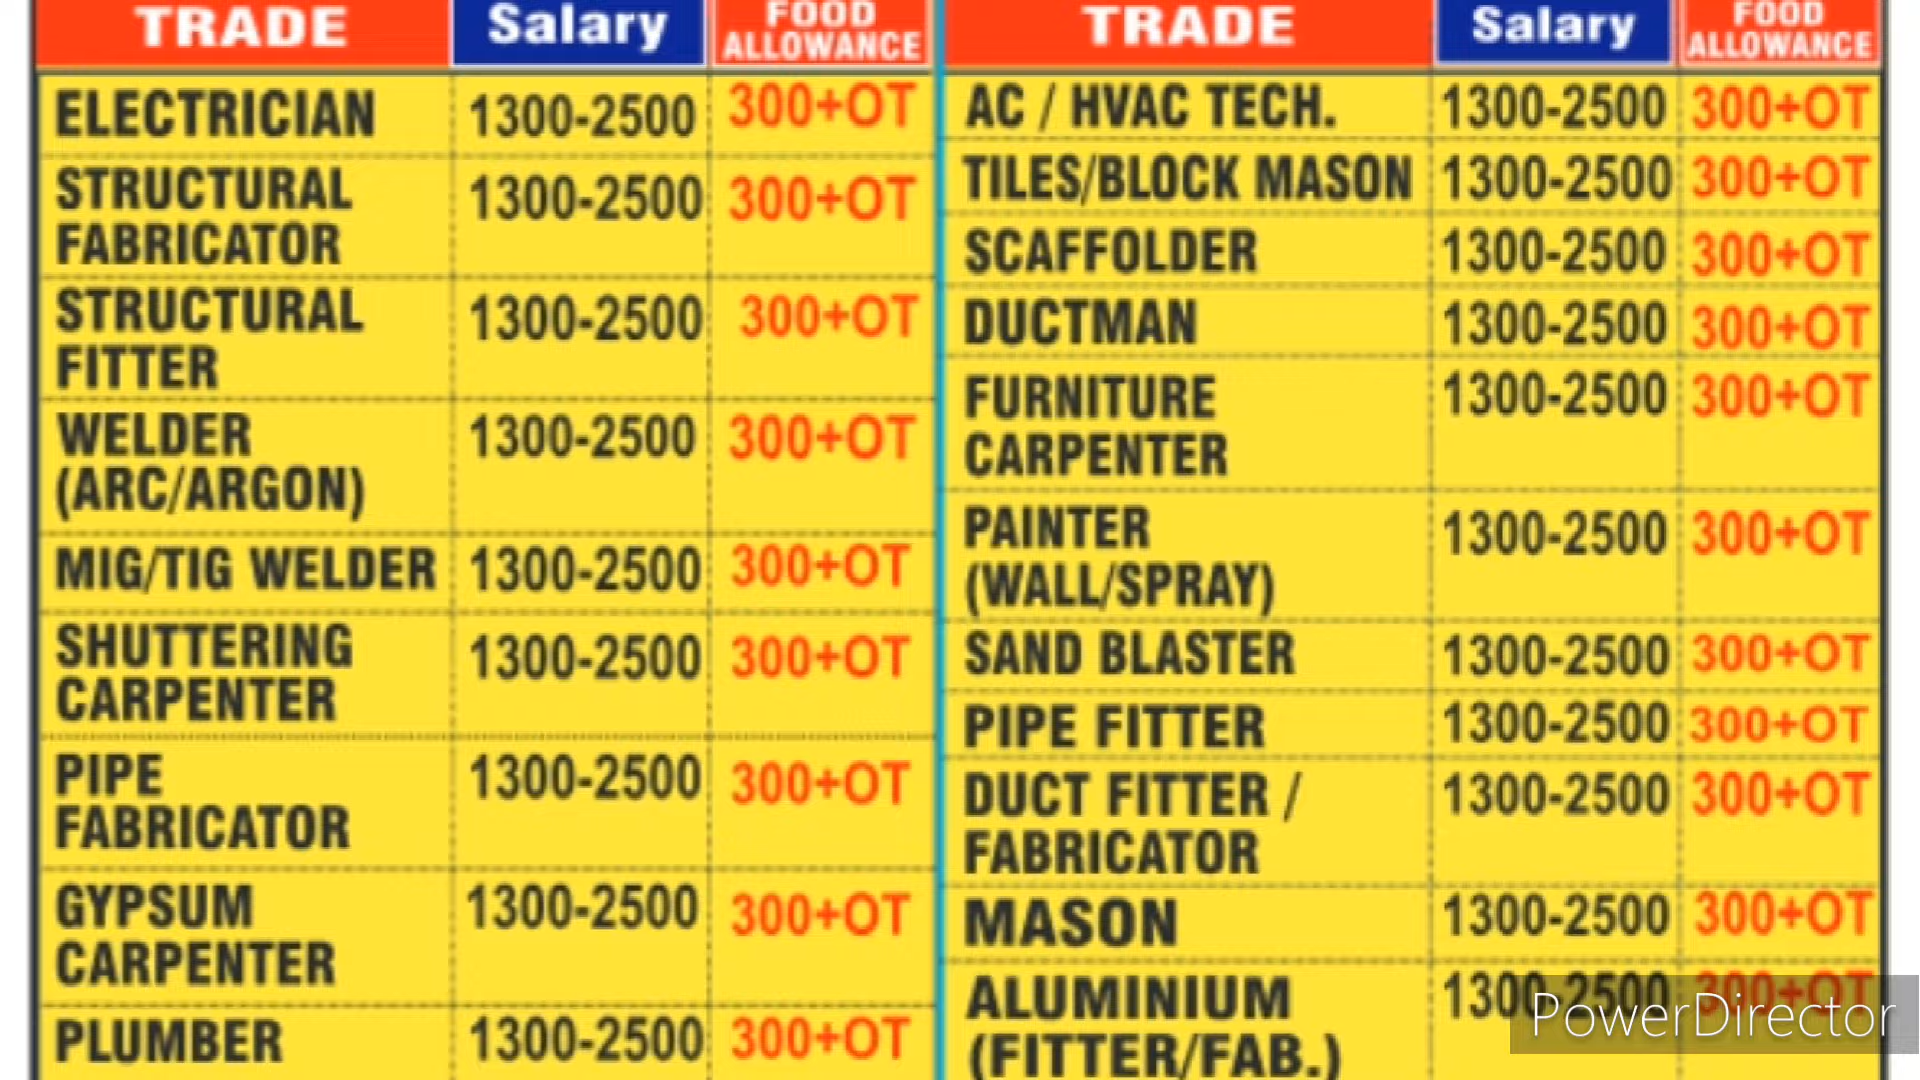 TRADE Salary FOOD ALLOWANCE
ELECTRICIAN 1300-2500 300+OT
STRUCTURAL 1300-2500 300+OT
FABRICATOR
STRUCTURAL 1300-2500 300+OT
FITTER
WELDER 1300-2500 300+OT
(ARC/ARGON)
MIG/TIG WELDER 1300-2500 300+OT
SHUTTERING 1300-2500 300+OT
CARPENTER
PIPE 1300-2500 300+OT
FABRICATOR
GYPSUM 1300-2500 300+OT
CARPENTER
PLUMBER 1300-2500 300+OT
TRADE Salary FOOD ALLOWANCE
AC / HVAC TECH. 1300-2500 300+OT
TILES/BLOCK MASON 1300-2500 300+OT
SCAFFOLDER 1300-2500 300+OT
DUCTMAN 1300-2500 300+OT
FURNITURE 1300-2500 300+OT
CARPENTER
PAINTER 1300-2500 300+OT
(WALL/SPRAY)
SAND BLASTER 1300-2500 300+OT
PIPE FITTER 1300-2500 300+OT
DUCT FITTER / 1300-2500 300+OT
FABRICATOR
MASON 1300-2500 300+OT
ALUMINIUM 1300-2500 300+OT
(FITTER/FAB.)
PowerDirector